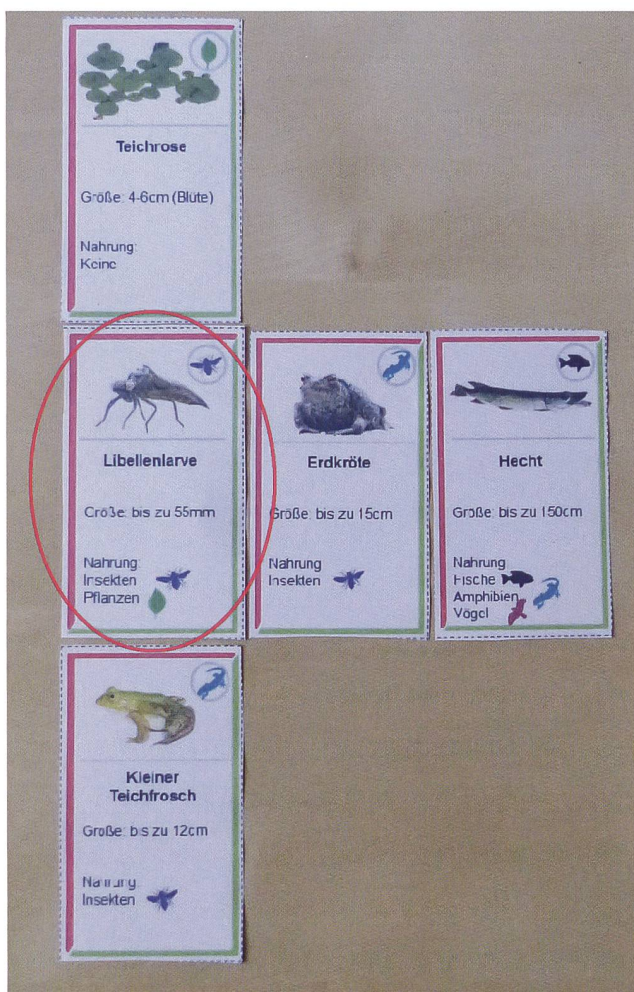 Teichrose
Größe: 4-6cm (Blüte)
Nahrung:
Keine
Libellenlarve
Größe: bis zu 55mm
Nahrung:
Insekten
Pflanzen
Erdkröte
Größe: bis zu 15cm
Nahrung
Insekten
Hecht
Größe: bis zu 150cm
Nahrung
Fische
Amphibien
Vögel
Kleiner
Teichfrosch
Größe: bis zu 12cm
Nahrung
Insekten